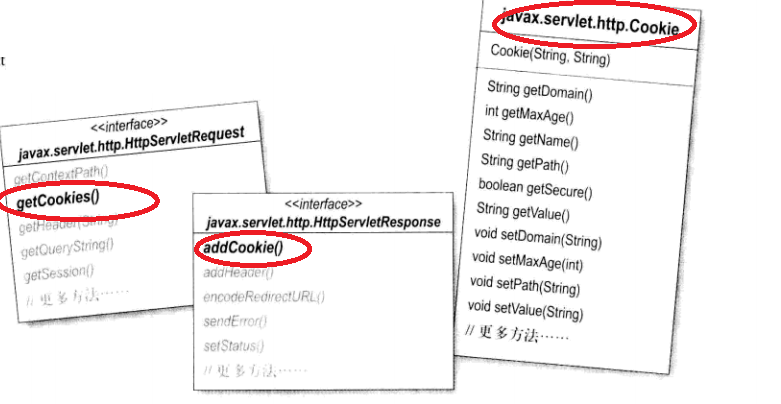 t
<<interface>>
javax.servlet.http.HttpServletRequest
getContextPath()
getCookies()
getHeader(String)
getQueryString()
getSession()
// 更多方法……
<<interface>>
javax.servlet.http.HttpServletResponse
addCookie()
addHeader()
encodeRedirectURL()
sendError()
setStatus()
// 更多方法……
javax.servlet.http.Cookie
Cookie(String, String)
String getDomain()
int getMaxAge()
String getName()
String getPath()
boolean getSecure()
String getValue()
void setDomain(String)
void setMaxAge(int)
void setPath(String)
void setValue(String)
// 更多方法……